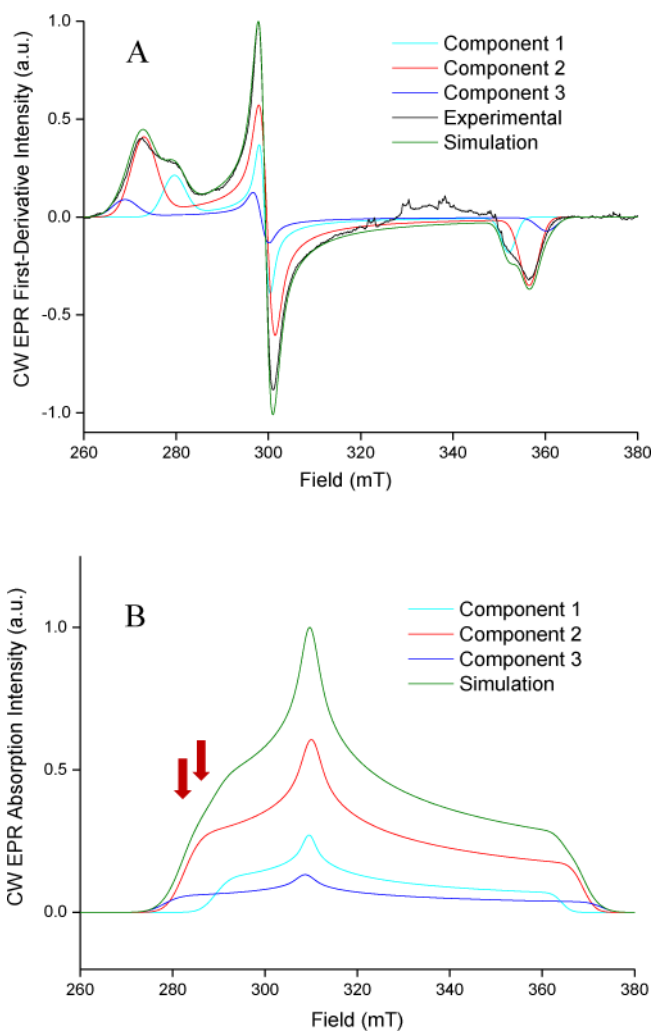 A
Component 1
Component 2
Component 3
Experimental
Simulation
CW EPR First-Derivative Intensity (a.u.)
1.0
0.5
0.0
-0.5
-1.0
260 280 300 320 340 360 380
Field (mT)
B
Component 1
Component 2
Component 3
Simulation
CW EPR Absorption Intensity (a.u.)
1.0
0.5
0.0
260 280 300 320 340 360 380
Field (mT)